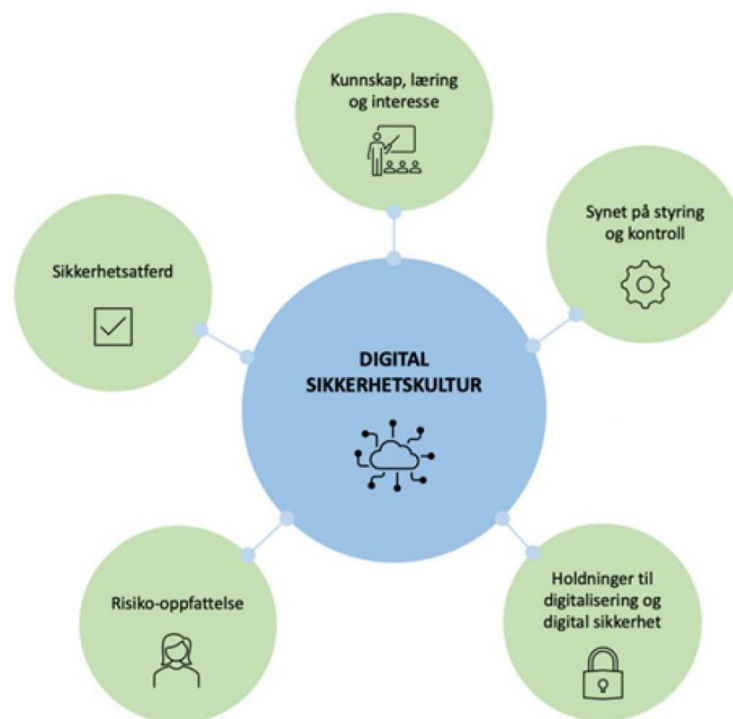 Kunnskap, læring
og interesse
Synet på styring
og kontroll
Sikkerhetsatferd
DIGITAL
SIKKERHETSKULTUR
Risiko-oppfattelse
Holdninger til
digitalisering og
digital sikkerhet